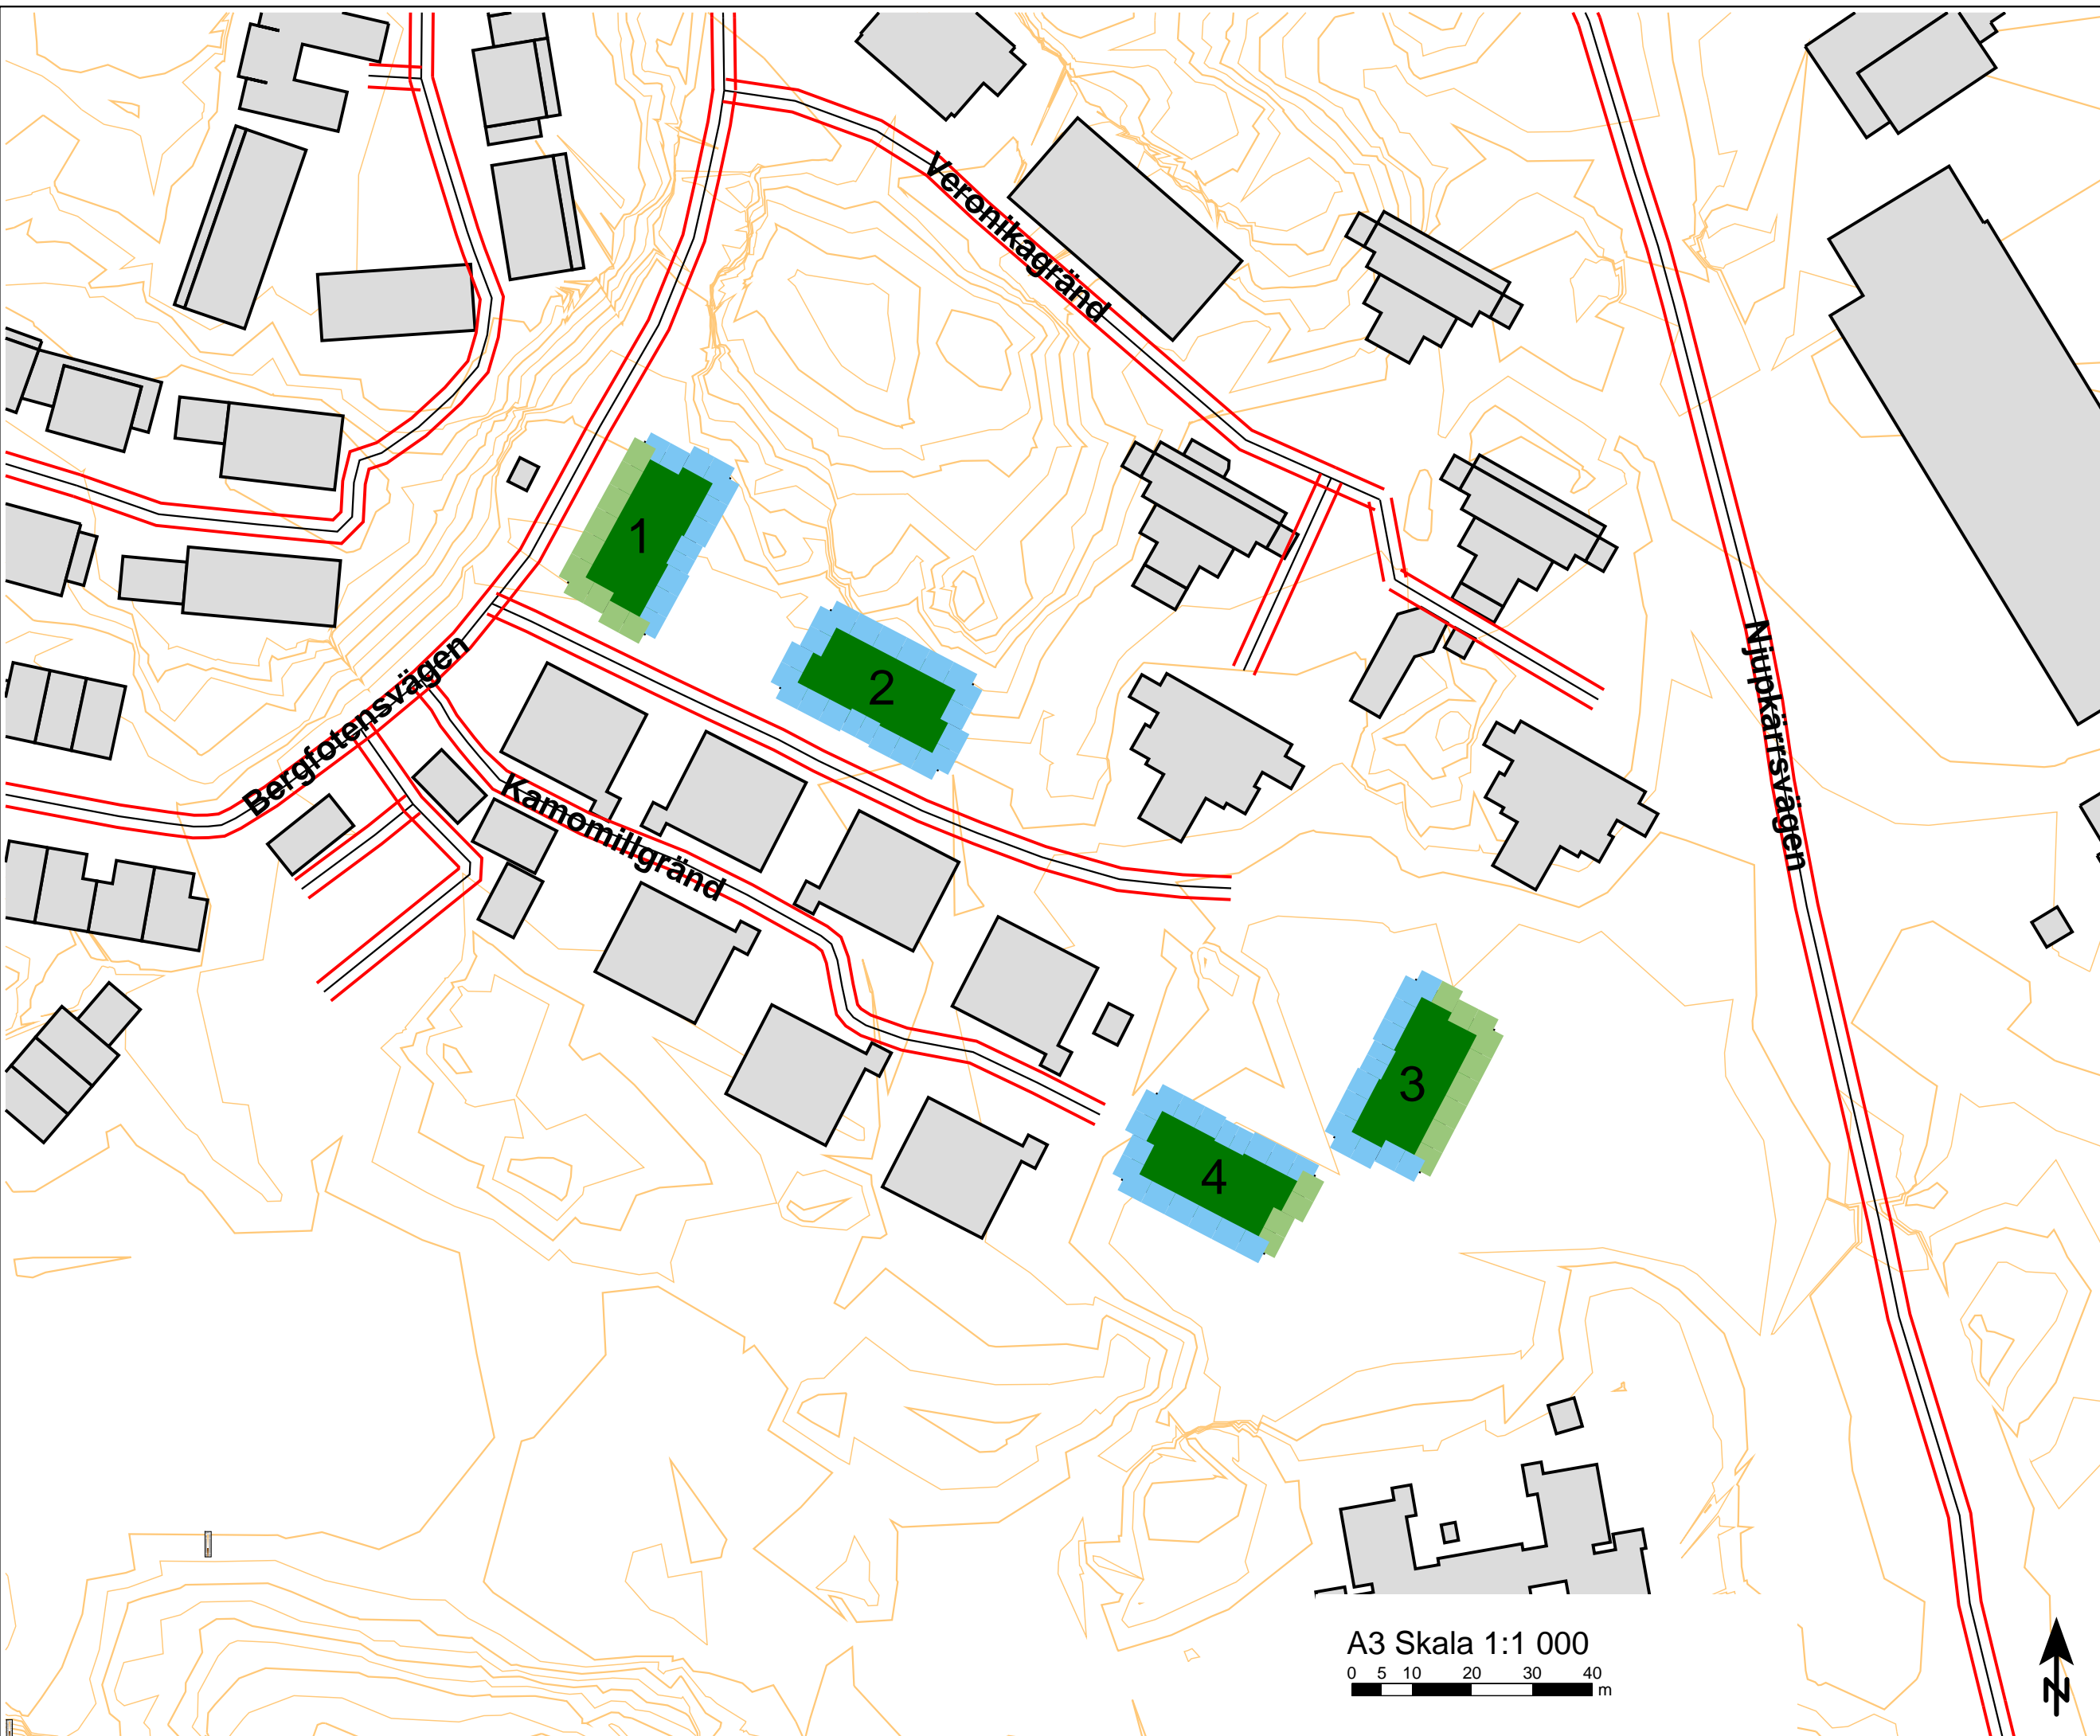 Veronikagränd
1
2
Bergfotensvägen
Njupkärrsvägen
Kamomillgränd
3
4
A3 Skala 1:1 000
0 5 10 20 30 40
m
N